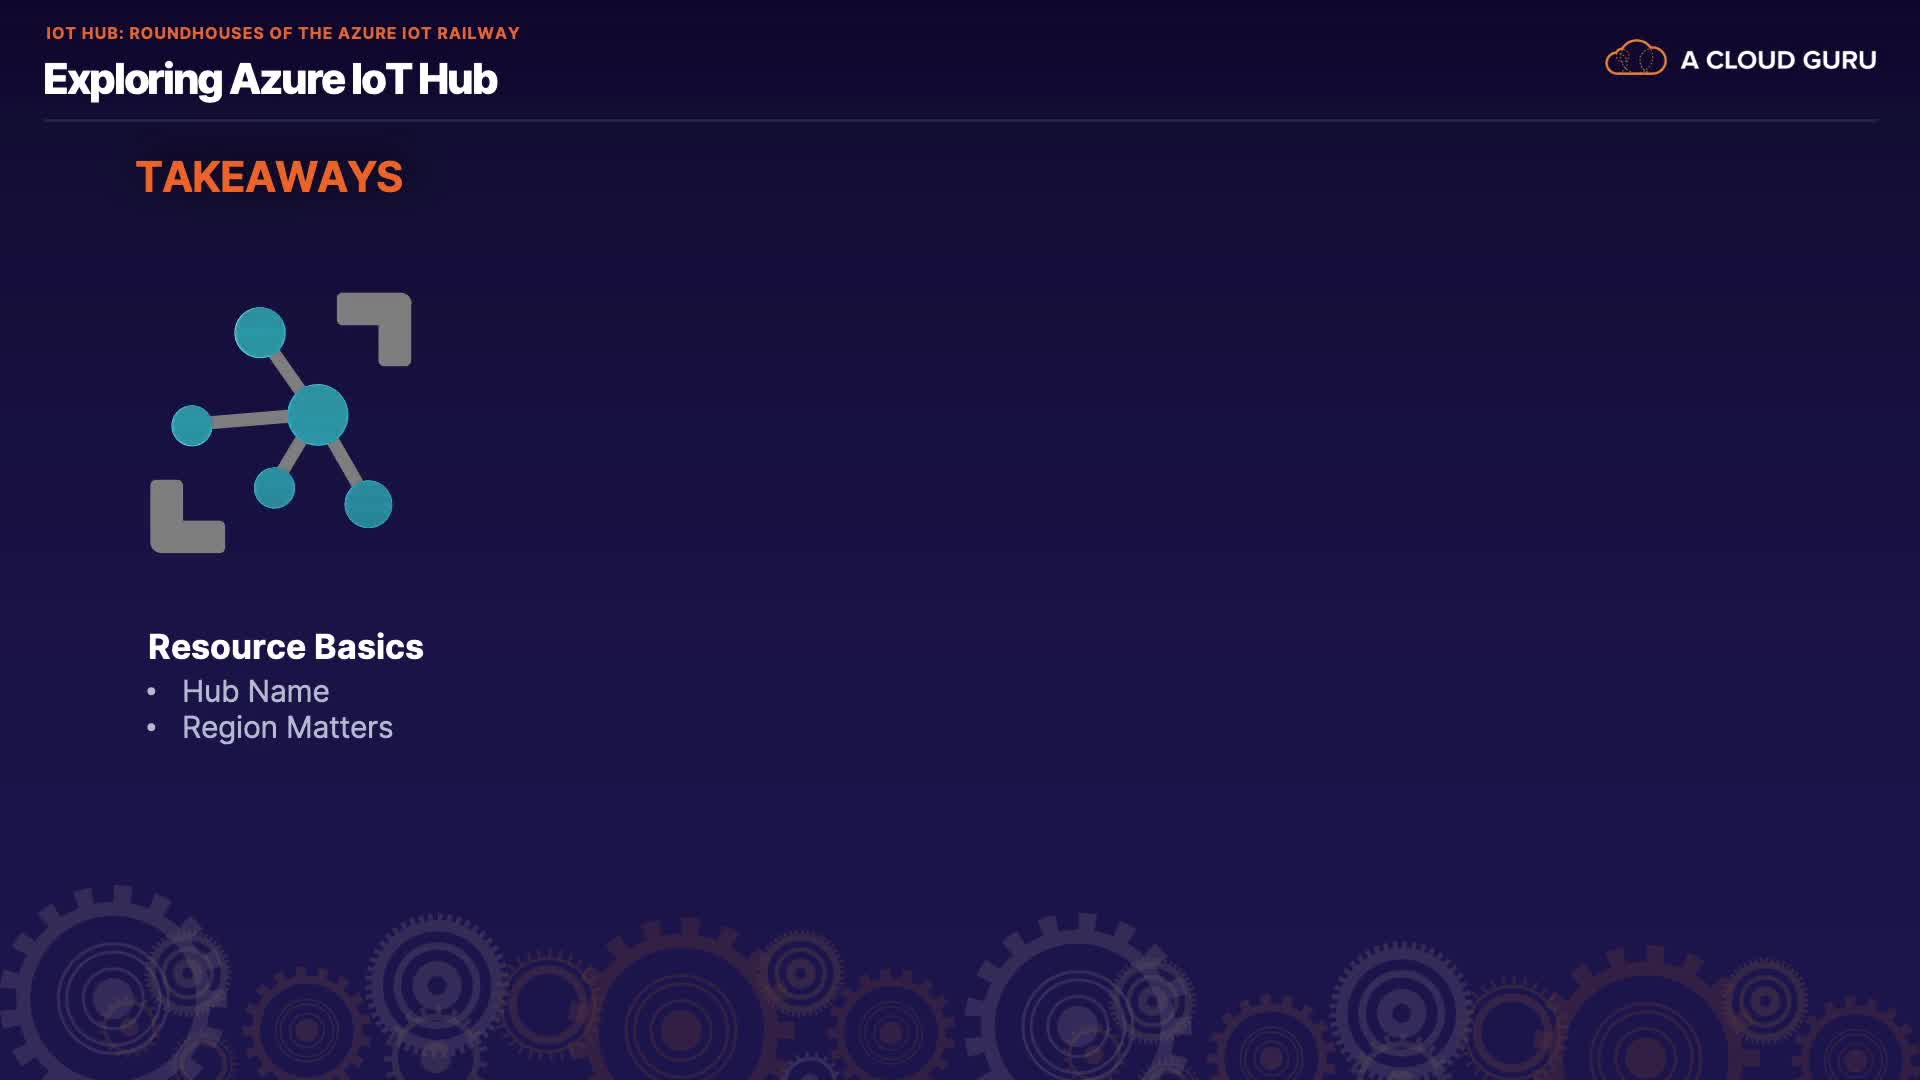 IOT HUB: ROUNDHOUSES OF THE AZURE IOT RAILWAY
Exploring Azure IoT Hub
A CLOUD GURU
TAKEAWAYS
Resource Basics
• Hub Name
• Region Matters